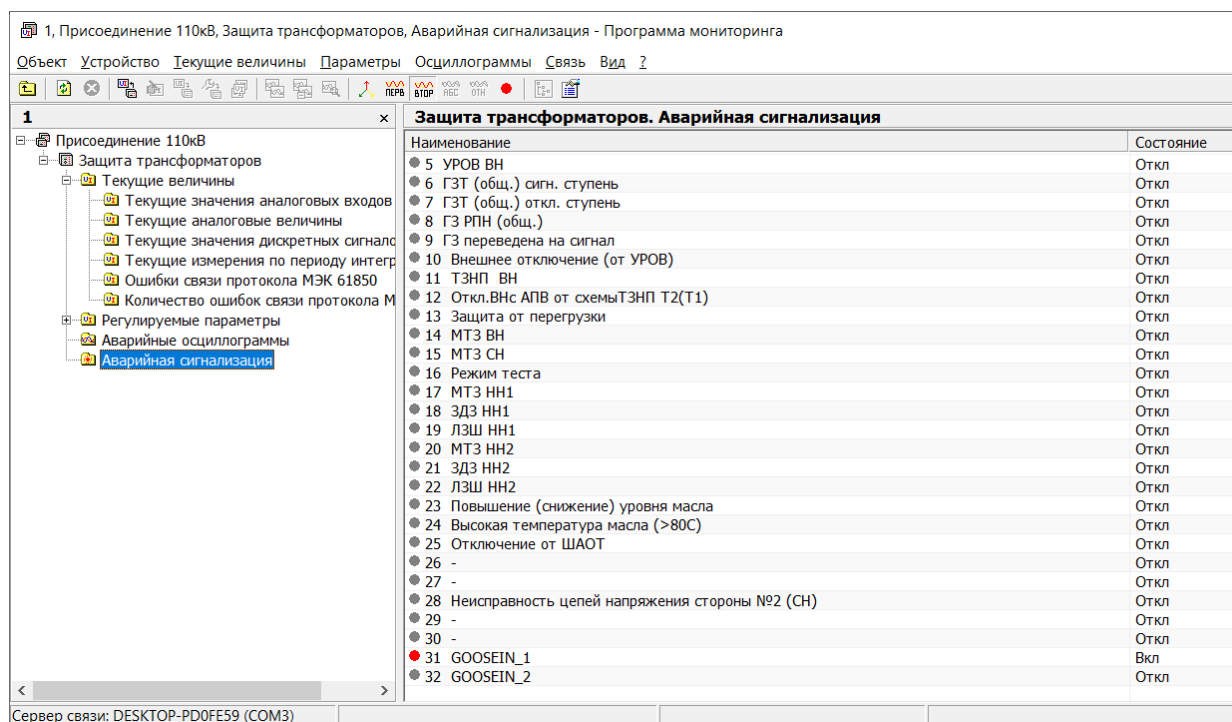 1, Присоединение 110кВ, Защита трансформаторов, Аварийная сигнализация - Программа мониторинга
Объект Устройство Текущие величины Параметры Осциллограммы Связь Вид ?
ПЕРВ ВТОР АБС ОТН
1
Присоединение 110кВ
Защита трансформаторов
Текущие величины
Текущие значения аналоговых входов
Текущие аналоговые величины
Текущие значения дискретных сигнало
Текущие измерения по периоду интегр
Ошибки связи протокола МЭК 61850
Количество ошибок связи протокола М
Регулируемые параметры
Аварийные осциллограммы
Аварийная сигнализация
Защита трансформаторов. Аварийная сигнализация
Наименование Состояние
5 УРОВ ВН Откл
6 ГЗТ (общ.) сигн. ступень Откл
7 ГЗТ (общ.) откл. ступень Откл
8 ГЗ РПН (общ.) Откл
9 ГЗ переведена на сигнал Откл
10 Внешнее отключение (от УРОВ) Откл
11 ТЗНП ВН Откл
12 Откл.ВНс АПВ от схемыТЗНП Т2(Т1) Откл
13 Защита от перегрузки Откл
14 МТЗ ВН Откл
15 МТЗ СН Откл
16 Режим теста Откл
17 МТЗ НН1 Откл
18 ЗДЗ НН1 Откл
19 ЛЗШ НН1 Откл
20 МТЗ НН2 Откл
21 ЗДЗ НН2 Откл
22 ЛЗШ НН2 Откл
23 Повышение (снижение) уровня масла Откл
24 Высокая температура масла (>80С) Откл
25 Отключение от ШАОТ Откл
26 - Откл
27 - Откл
28 Неисправность цепей напряжения стороны №2 (СН) Откл
29 - Откл
30 - Откл
31 GOOSEIN_1 Вкл
32 GOOSEIN_2 Откл
Сервер связи: DESKTOP-PD0FE59 (COM3)